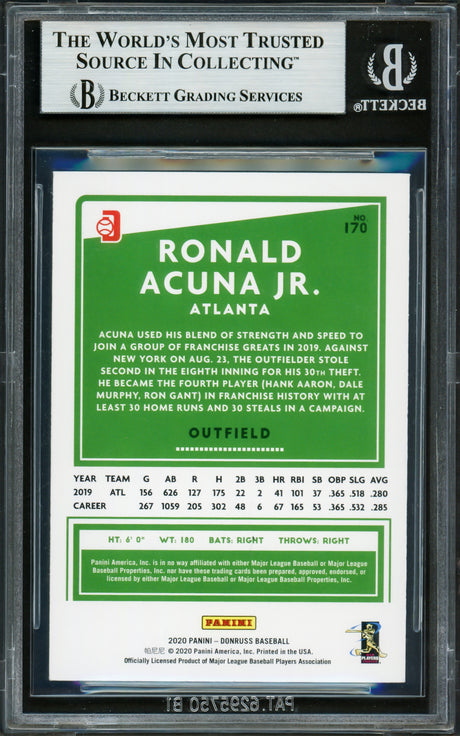 THE WORLD'S MOST TRUSTED
SOURCE IN COLLECTING™
BECKETT GRADING SERVICES
BECKETT®
NO.
170
RONALD
ACUNA JR.
ATLANTA
ACUNA USED HIS BLEND OF STRENGTH AND SPEED TO
JOIN A GROUP OF FRANCHISE GREATS IN 2019. AGAINST
NEW YORK ON AUG. 23, THE OUTFIELDER STOLE
SECOND IN THE EIGHTH INNING FOR HIS 30TH THEFT.
HE BECAME THE FOURTH PLAYER (HANK AARON, DALE
MURPHY, RON GANT) IN FRANCHISE HISTORY WITH AT
LEAST 30 HOME RUNS AND 30 STEALS IN A CAMPAIGN.
OUTFIELD
YEAR TEAM G AB R H 2B 3B HR RBI SB OBP SLG AVG
2019 ATL 156 626 127 175 22 2 41 101 37 .365 .518 .280
CAREER 267 1059 205 302 48 6 67 165 53 .365 .532 .285
HT: 6' 0" WT: 180 BATS: RIGHT THROWS: RIGHT
Panini America, Inc. is in no way affiliated with either Major League Baseball or Major League
Baseball Properties, Inc. nor have these trading cards been prepared, approved, endorsed, or
licensed by either Major League Baseball or Major League Baseball Properties, Inc.
PANINI
2020 PANINI – DONRUSS BASEBALL
帕尼尼 © 2020 Panini America, Inc. Printed in the USA.
Officially Licensed Product of Major League Baseball Players Association
PLAYERS
PAT. 6295750 B1